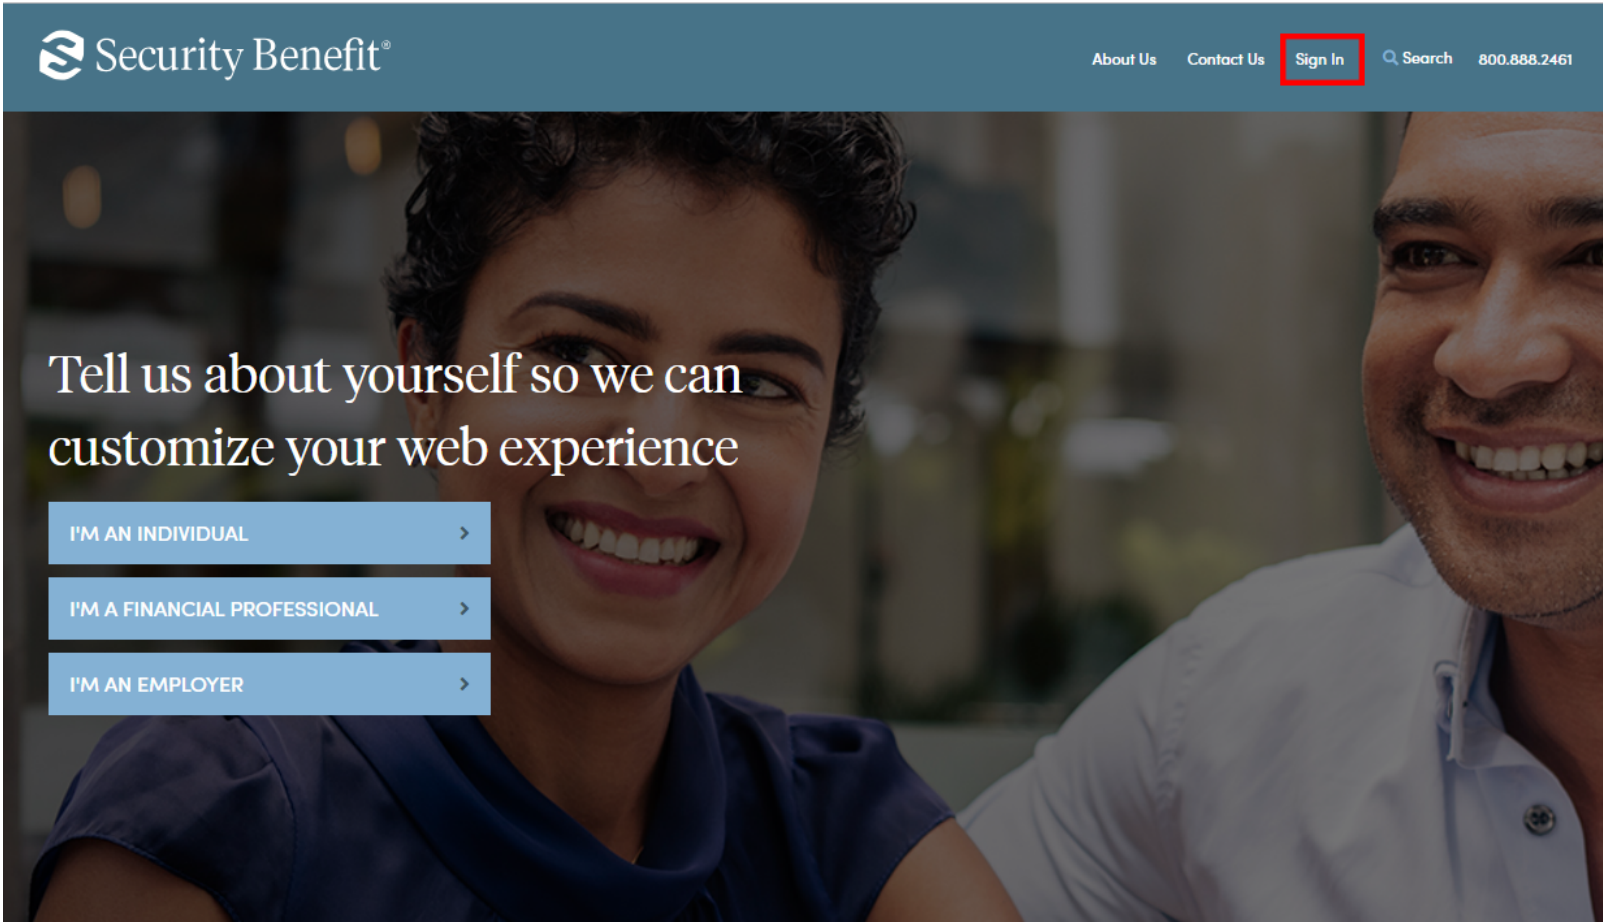 Security Benefit®
About Us
Contact Us
Sign In
Search
800.888.2461
Tell us about yourself so we can
customize your web experience
I'M AN INDIVIDUAL
I'M A FINANCIAL PROFESSIONAL
I'M AN EMPLOYER